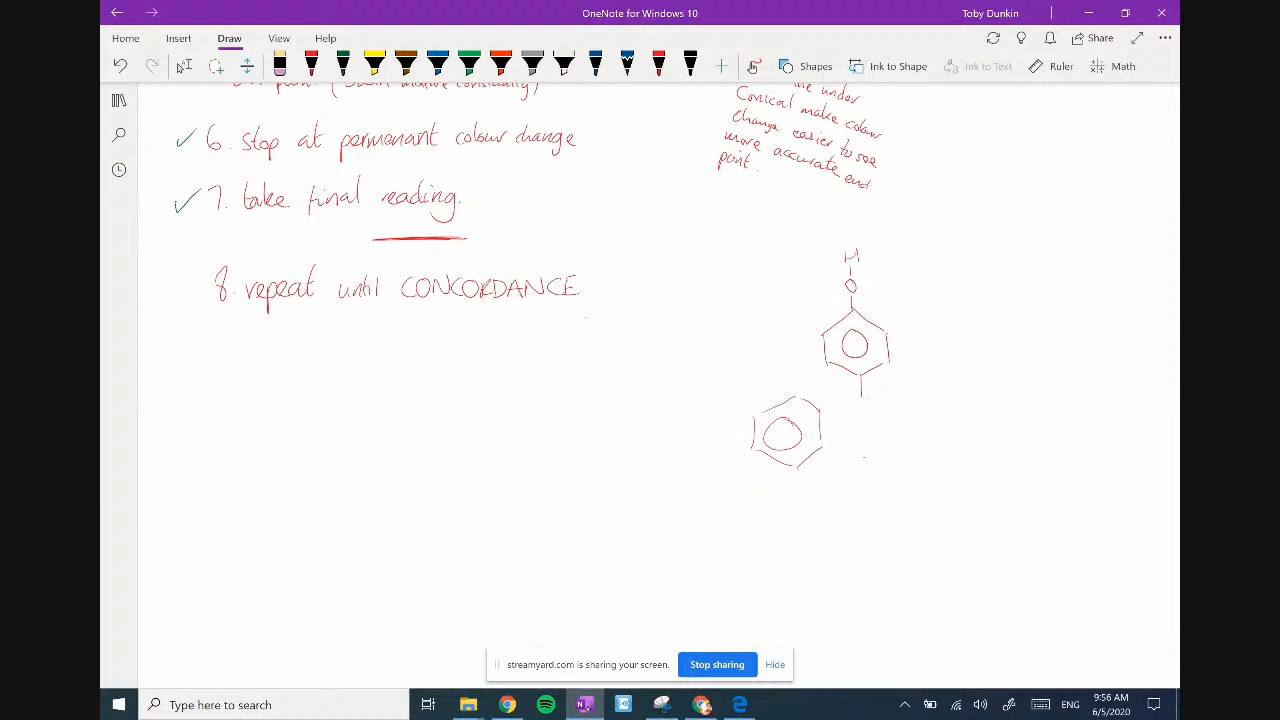 OneNote for Windows 10
Toby Dunkin
Home
Insert
Draw
View
Help
Share
Shapes
Ink to Shape
Ink to Text
Ruler
Math
under
Conical make colour
change easier to see
more accurate end
point.
6. stop at permenant colour change
7. take final reading.
8. repeat until CONCORDANCE
H
O
streamyard.com is sharing your screen.
Stop sharing
Hide
Type here to search
9:56 AM
6/5/2020